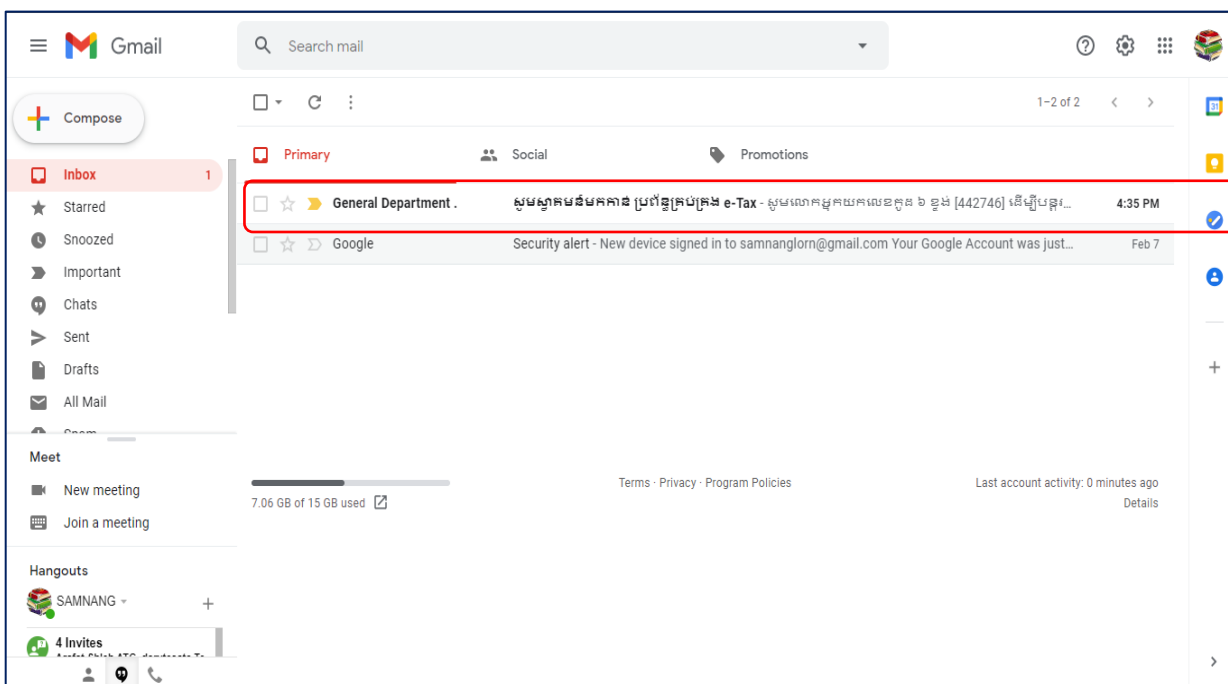 Gmail
Search mail
Compose
1–2 of 2
31
Primary
Social
Promotions
Inbox 1
General Department . សូមស្វាគមន៍មកកាន់ ប្រព័ន្ធគ្រប់គ្រង e-Tax - សូមលោកអ្នកយកលេខកូដ ៦ ខ្ទង់ [442746] ដើម្បីបន្ត... 4:35 PM
Starred
Snoozed
Google Security alert - New device signed in to samnanglorn@gmail.com Your Google Account was just... Feb 7
Important
Chats
Sent
Drafts
All Mail
Spam
Meet
New meeting
Join a meeting
7.06 GB of 15 GB used
Terms · Privacy · Program Policies
Last account activity: 0 minutes ago
Details
Hangouts
SAMNANG
4 Invites